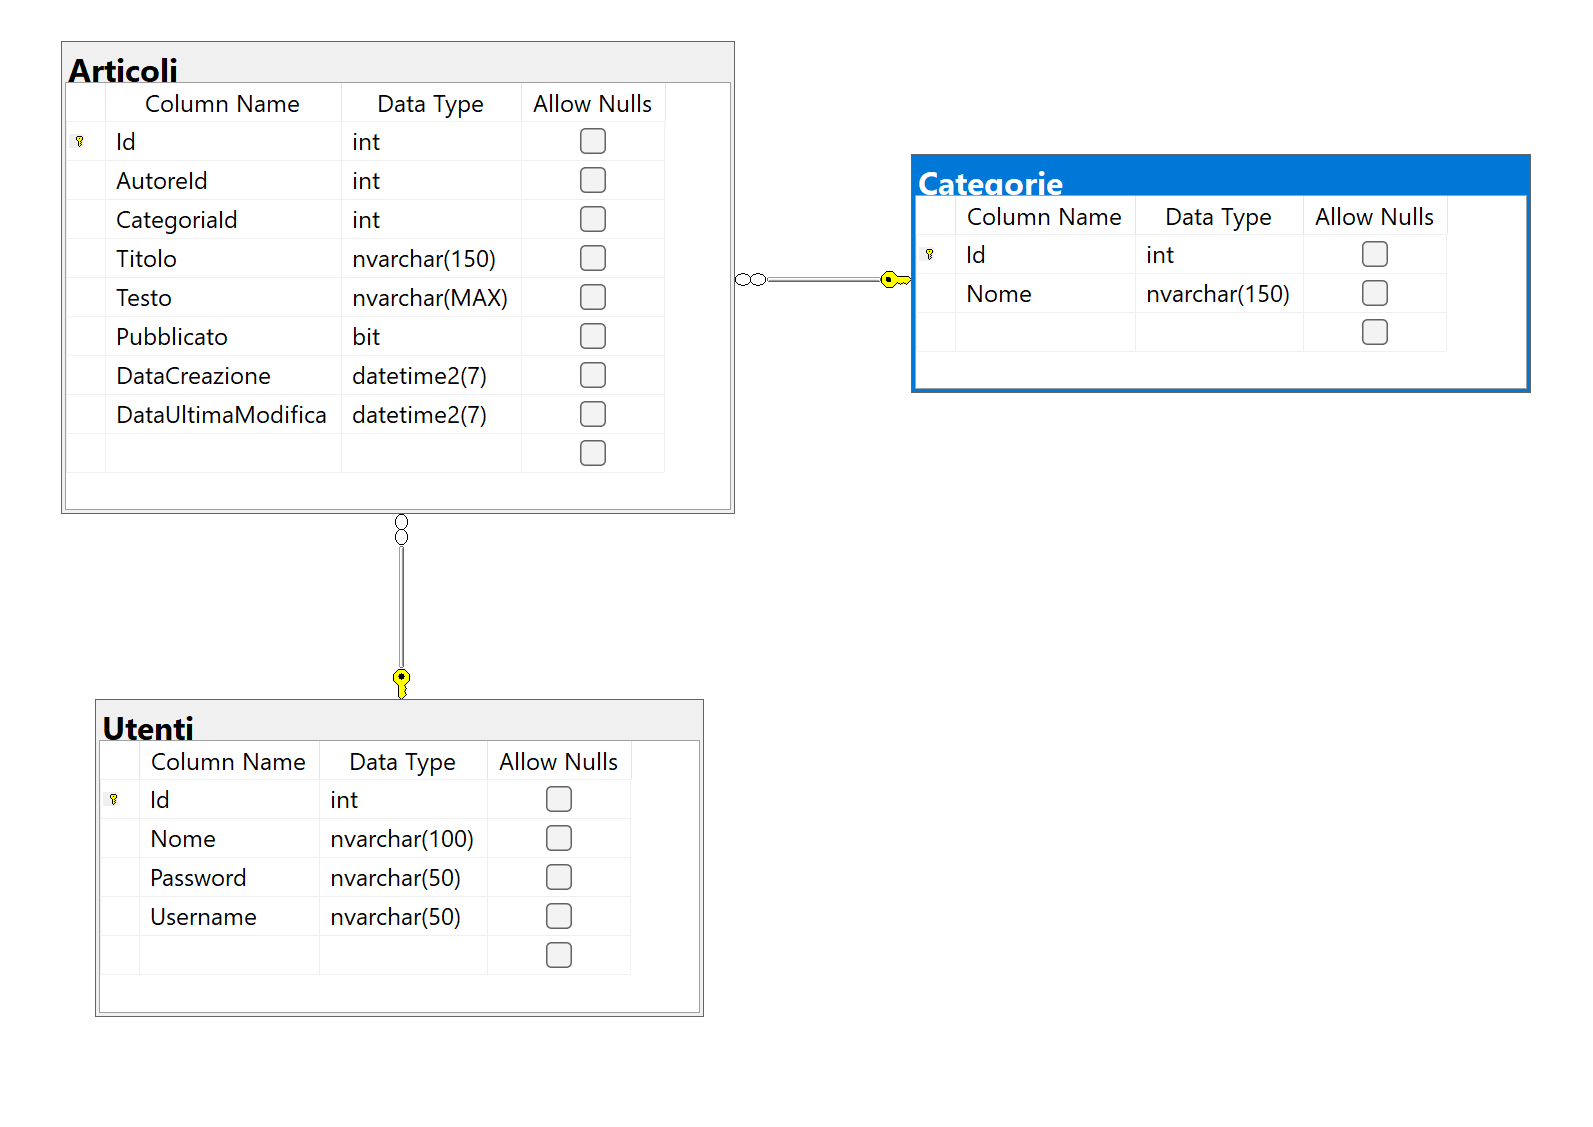 Articoli
Column Name Data Type Allow Nulls
Id int
AutoreId int
CategoriaId int
Titolo nvarchar(150)
Testo nvarchar(MAX)
Pubblicato bit
DataCreazione datetime2(7)
DataUltimaModifica datetime2(7)
Categorie
Column Name Data Type Allow Nulls
Id int
Nome nvarchar(150)
Utenti
Column Name Data Type Allow Nulls
Id int
Nome nvarchar(100)
Password nvarchar(50)
Username nvarchar(50)